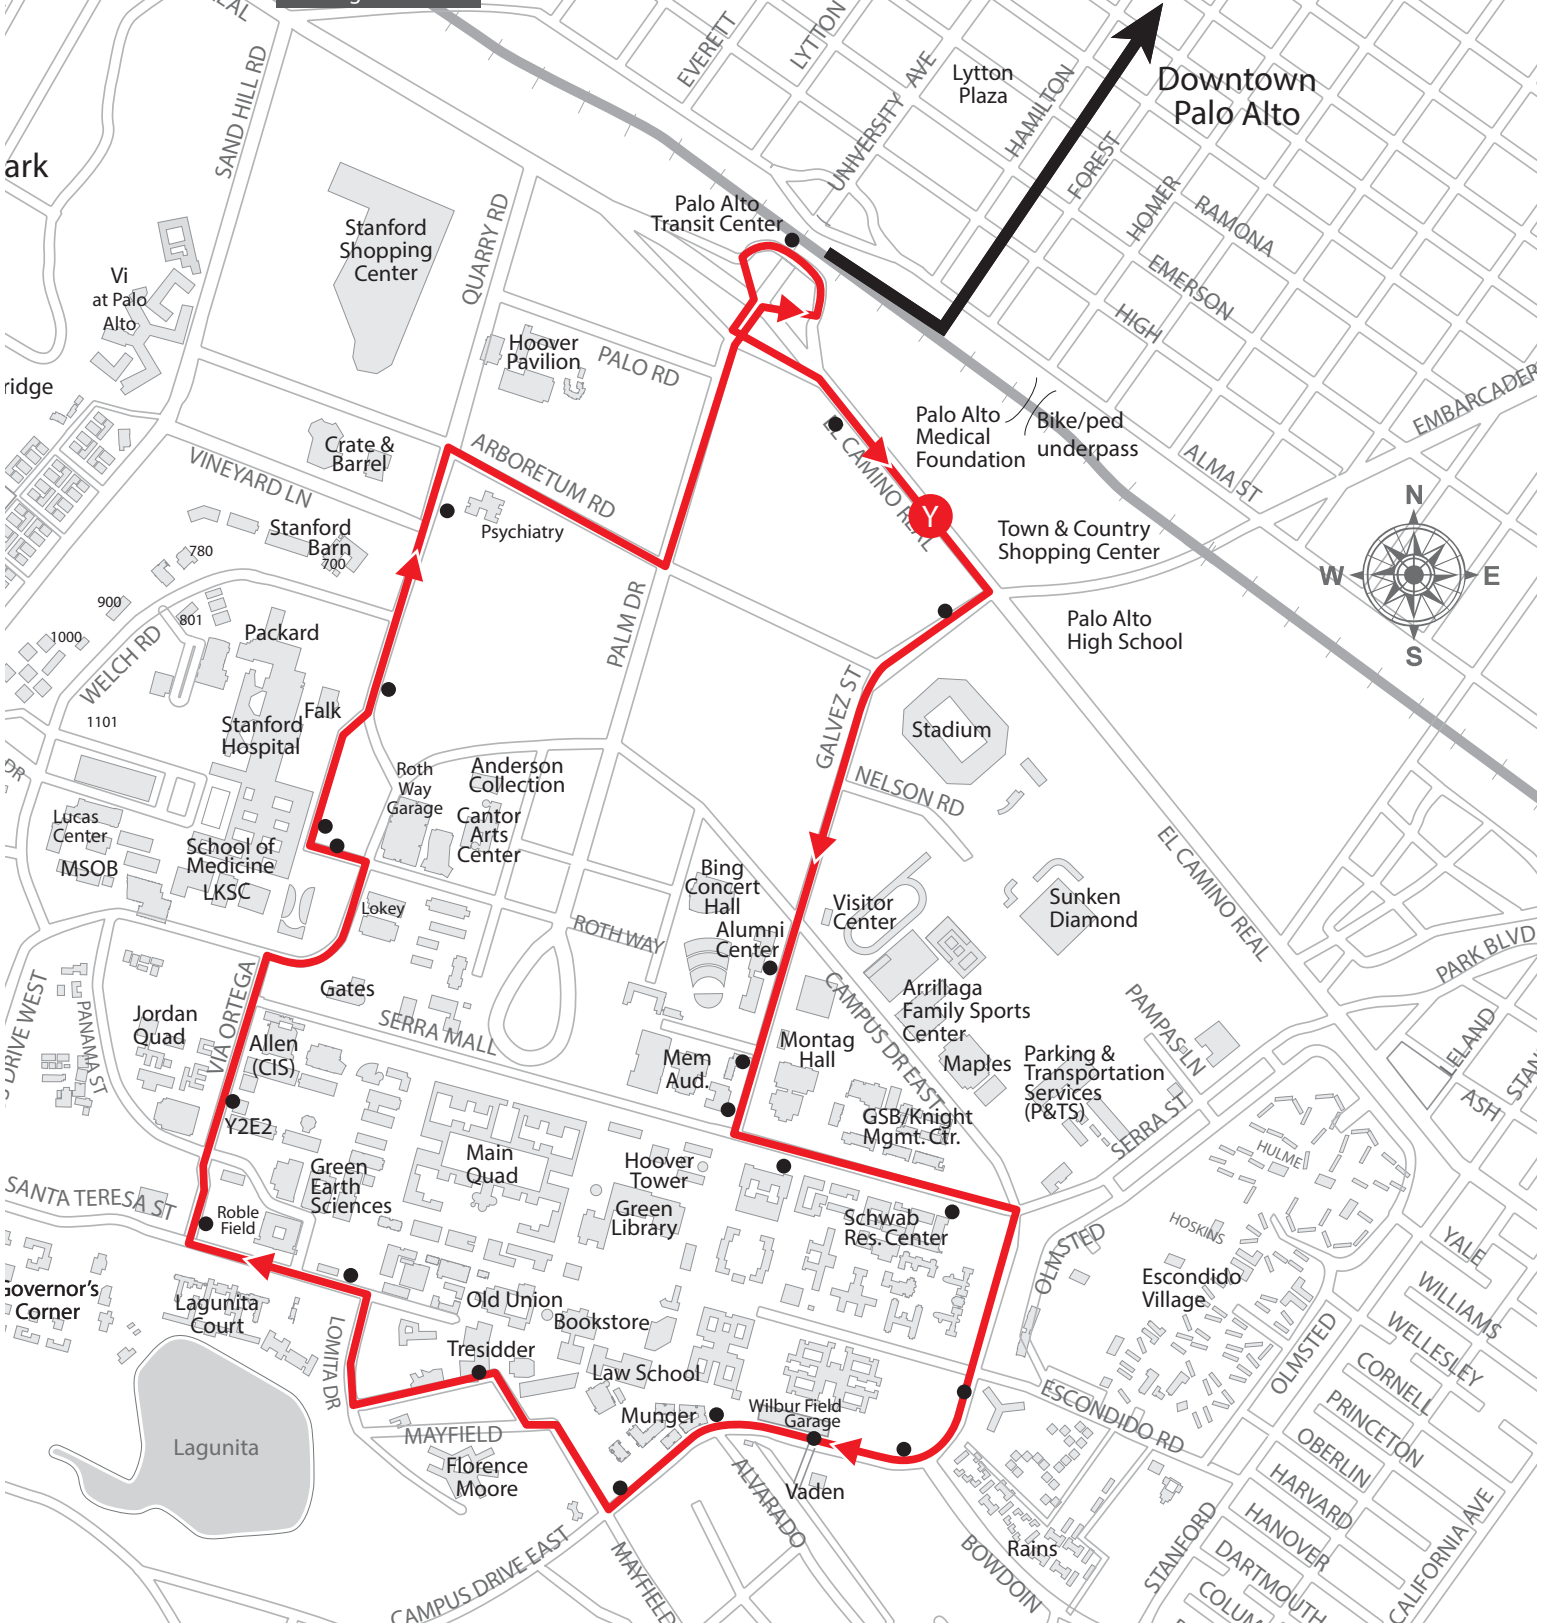 REAL
SAND HILL RD
EVERETT
LYTTON
UNIVERSITY AVE
Lytton
Plaza
HAMILTON
Downtown
Palo Alto
FOREST
HOMER
RAMONA
EMERSON
HIGH
ark
Palo Alto
Transit Center
Stanford
Shopping
Center
QUARRY RD
Vi
at Palo
Alto
Hoover
Pavilion
PALO RD
ridge
EMBARCADER
Palo Alto
Medical
Foundation
Bike/ped
underpass
ALMA ST
EL CAMINO REAL
Crate &
Barrel
ARBORETUM RD
VINEYARD LN
Psychiatry
Stanford
Barn
700
780
Y
Town & Country
Shopping Center
N
W
E
S
900
801
1000
Packard
WELCH RD
PALM DR
Palo Alto
High School
1101
Falk
Stanford
Hospital
GALVEZ ST
Stadium
DR
Roth
Way
Garage
Anderson
Collection
Cantor
Arts
Center
NELSON RD
Lucas
Center
MSOB
School of
Medicine
LKSC
Bing
Concert
Hall
Alumni
Center
Visitor
Center
Sunken
Diamond
EL CAMINO REAL
Lokey
ROTH WAY
PARK BLVD
DRIVE WEST
PANAMA ST
Jordan
Quad
VIA ORTEGA
Gates
SERRA MALL
Allen
(CIS)
CAMPUS DR EAST
Arrillaga
Family Sports
Center
PAMPAS LN
LELAND
STAN
ASH
Mem
Aud.
Montag
Hall
Maples
Parking &
Transportation
Services
(P&TS)
GSB/Knight
Mgmt. Ctr.
SERRA ST
Y2E2
Main
Quad
Hoover
Tower
HULME
Green
Earth
Sciences
SANTA TERESA ST
Roble
Field
Green
Library
Schwab
Res. Center
HOSKINS
OLMSTED
YALE
Escondido
Village
WILLIAMS
Governor's
Corner
Lagunita
Court
Old Union
Bookstore
LOMITA DR
Tresidder
Law School
OLMSTED
WELLESLEY
CORNELL
Munger
Wilbur Field
Garage
ESCONDIDO RD
PRINCETON
MAYFIELD
Lagunita
OBERLIN
Florence
Moore
ALVARADO
Vaden
HARVARD
HANOVER
CALIFORNIA AVE
STANFORD
Rains
BOWDOIN
DARTMOUTH
CAMPUS DRIVE EAST
MAYFIELD
COLUM